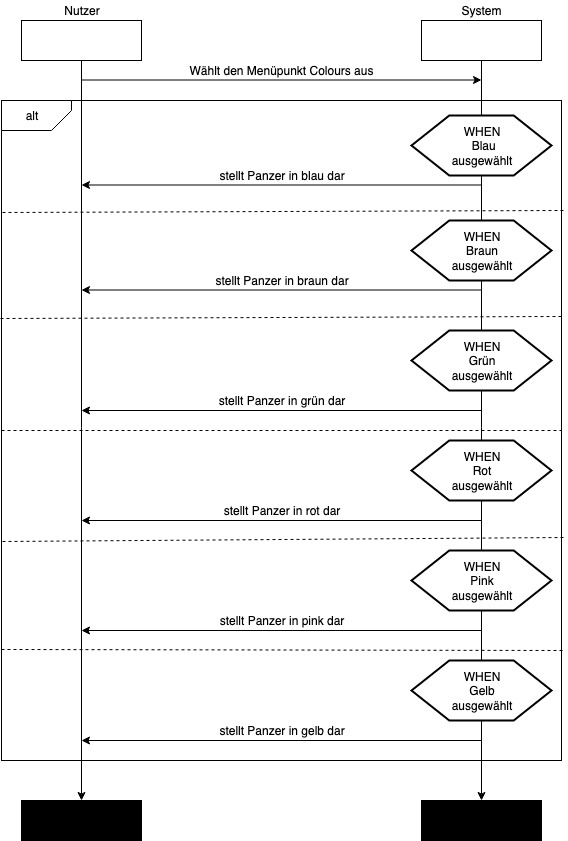 Nutzer
System
Wählt den Menüpunkt Colours aus
alt
WHEN
Blau
ausgewählt
stellt Panzer in blau dar
WHEN
Braun
ausgewählt
stellt Panzer in braun dar
WHEN
Grün
ausgewählt
stellt Panzer in grün dar
WHEN
Rot
ausgewählt
stellt Panzer in rot dar
WHEN
Pink
ausgewählt
stellt Panzer in pink dar
WHEN
Gelb
ausgewählt
stellt Panzer in gelb dar